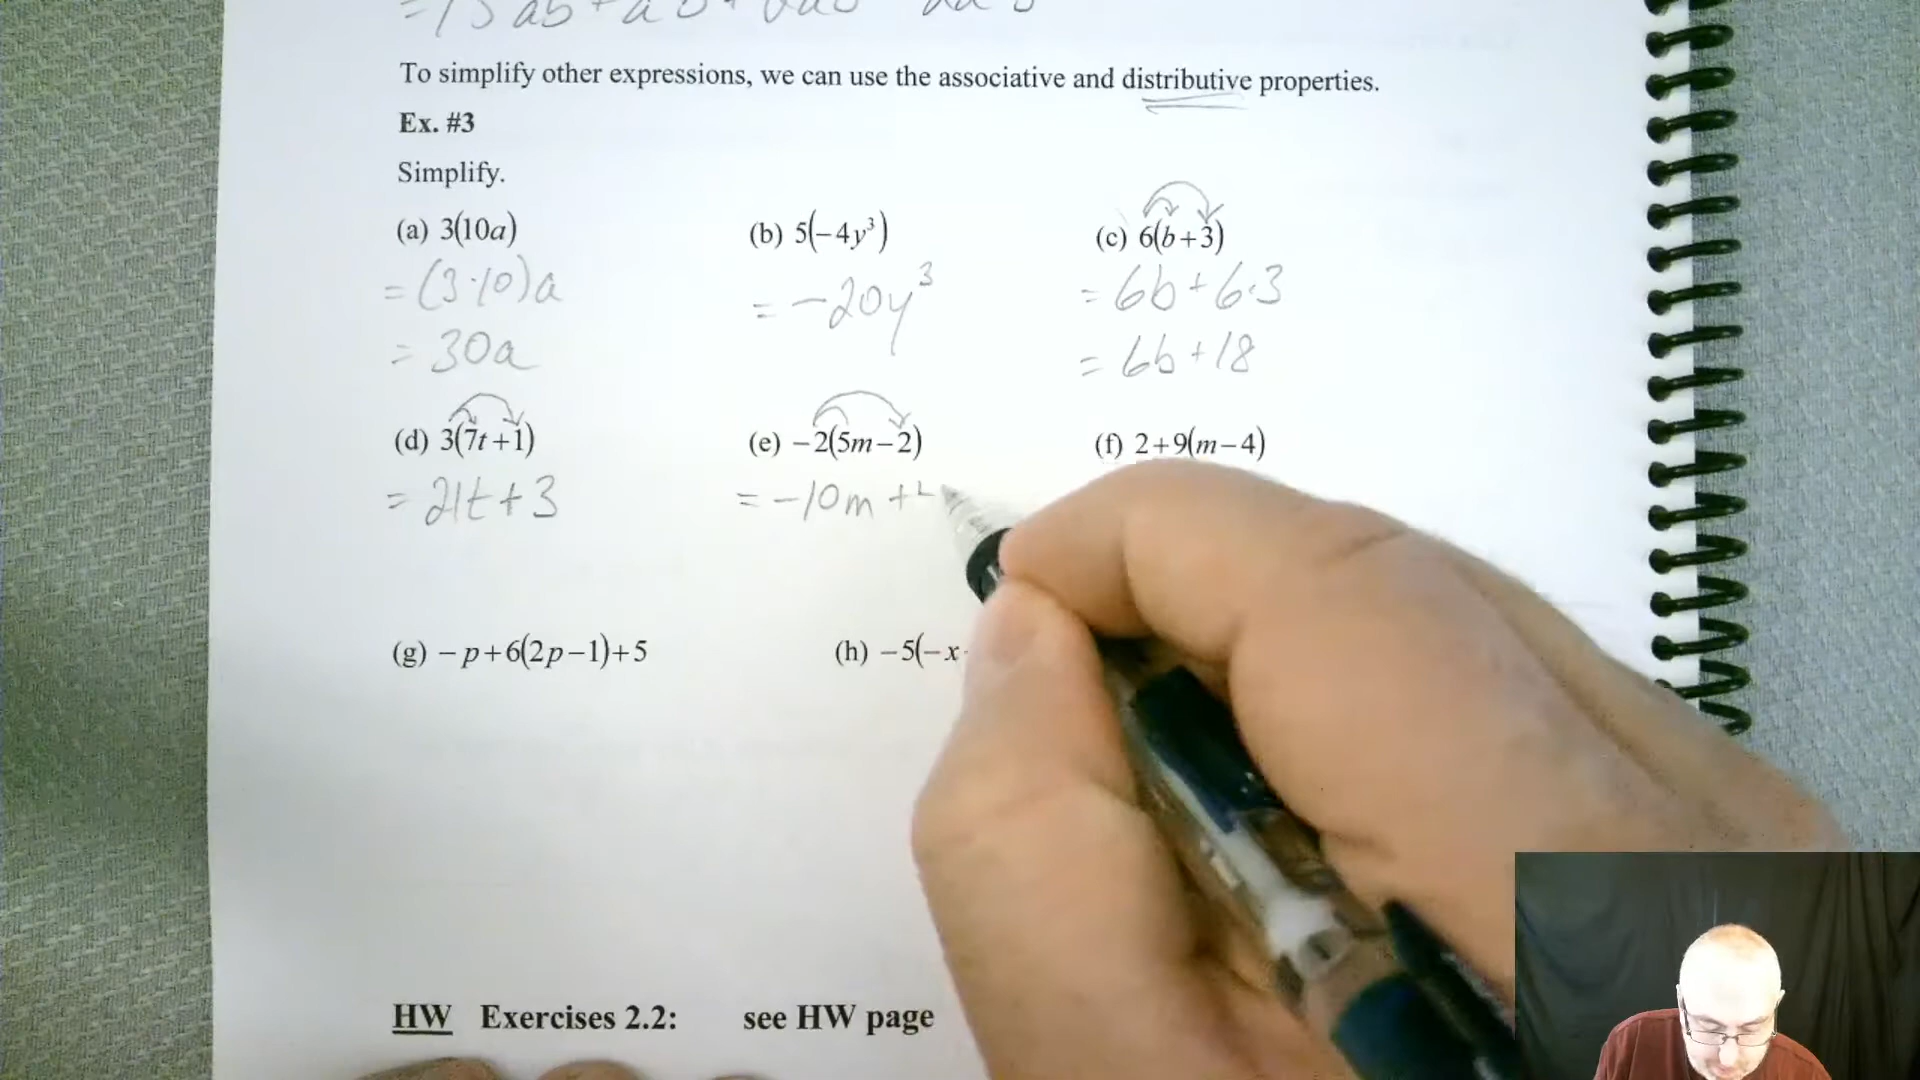 To simplify other expressions, we can use the associative and distributive properties.
Ex. #3
Simplify.
(a) 3(10a)
= (3·10)a
= 30a
(b) 5(−4y³)
= −20y³
(c) 6(b+3)
= 6b+6·3
= 6b+18
(d) 3(7t+1)
= 21t+3
(e) −2(5m−2)
= −10m+
(f) 2+9(m−4)
(g) −p+6(2p−1)+5
(h) −5(−x
HW Exercises 2.2: see HW page